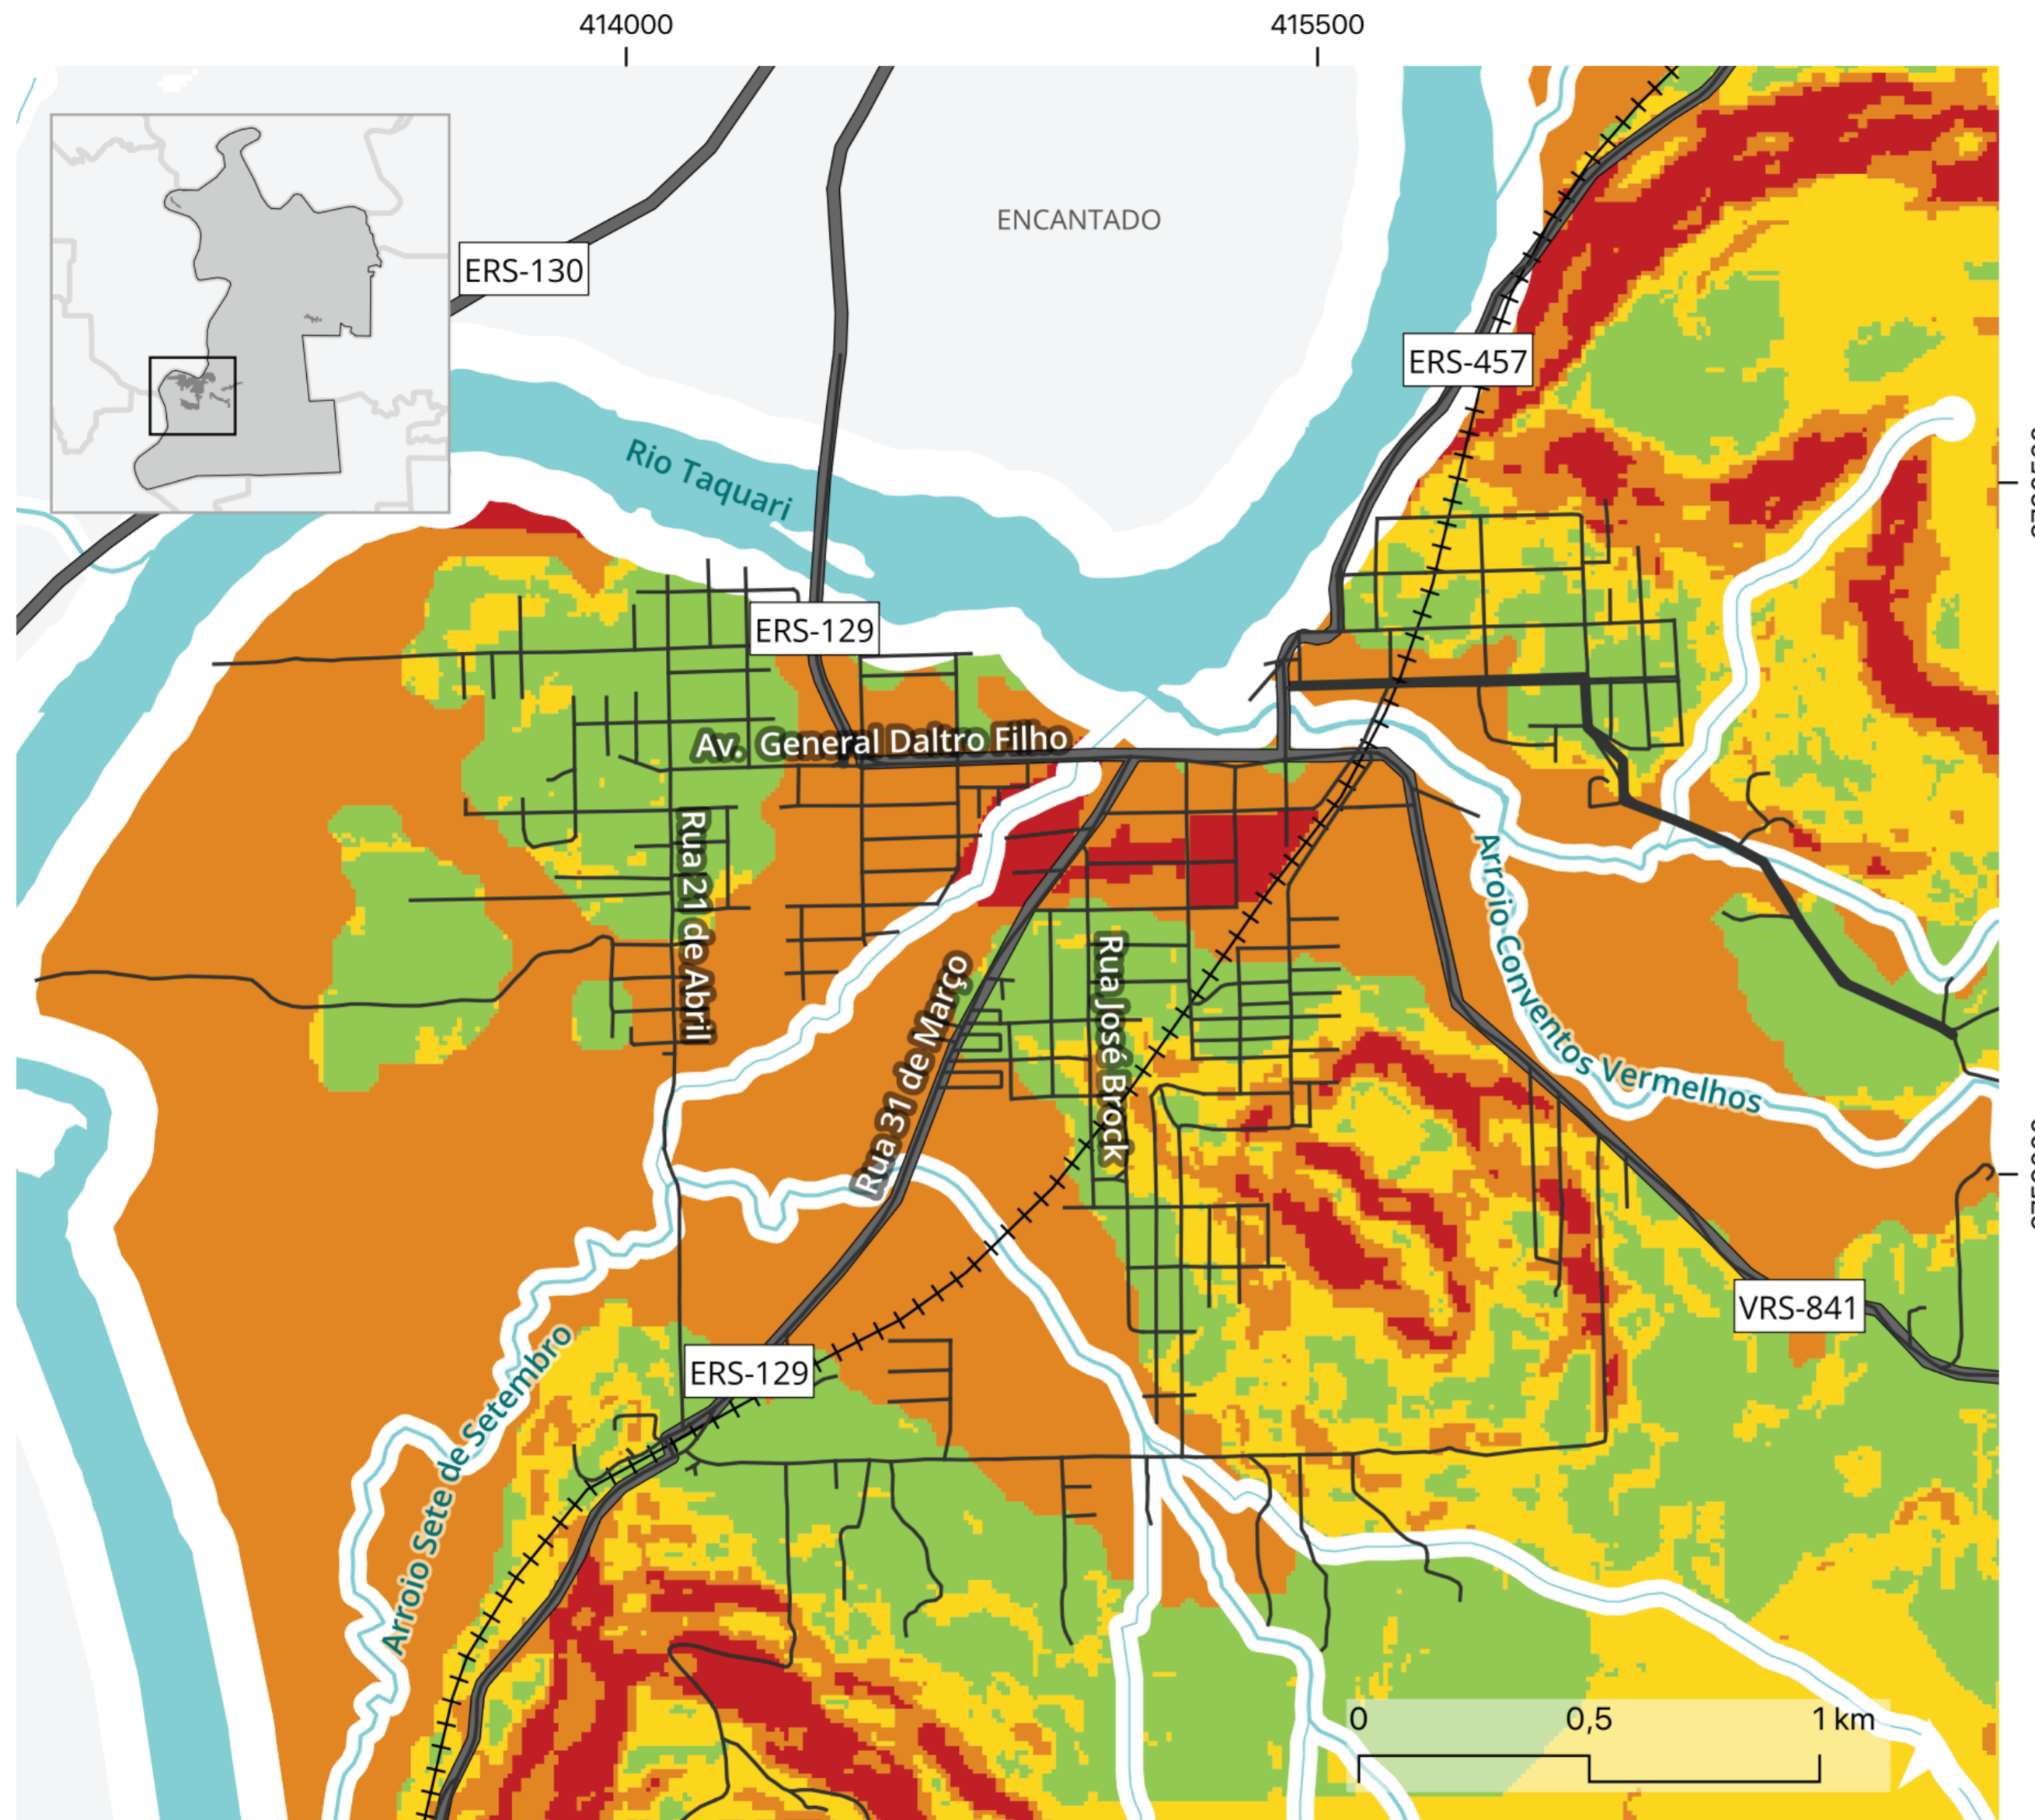 414000
415500
ENCANTADO
ERS-130
ERS-457
Rio Taquari
ERS-129
Av. General Daltro Filho
Rua 21 de Abril
Rua 31 de Março
Rua José Brock
Arroio Conventos Vermelhos
VRS-841
ERS-129
Arroio Sete de Setembro
0
0,5
1 km